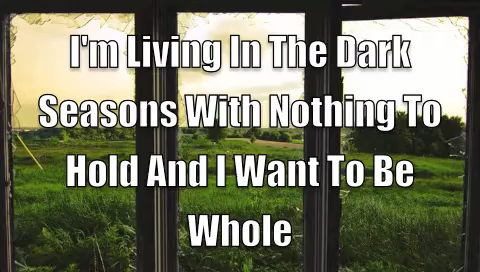 I'm Living In The Dark
Seasons With Nothing To
Hold And I Want To Be
Whole